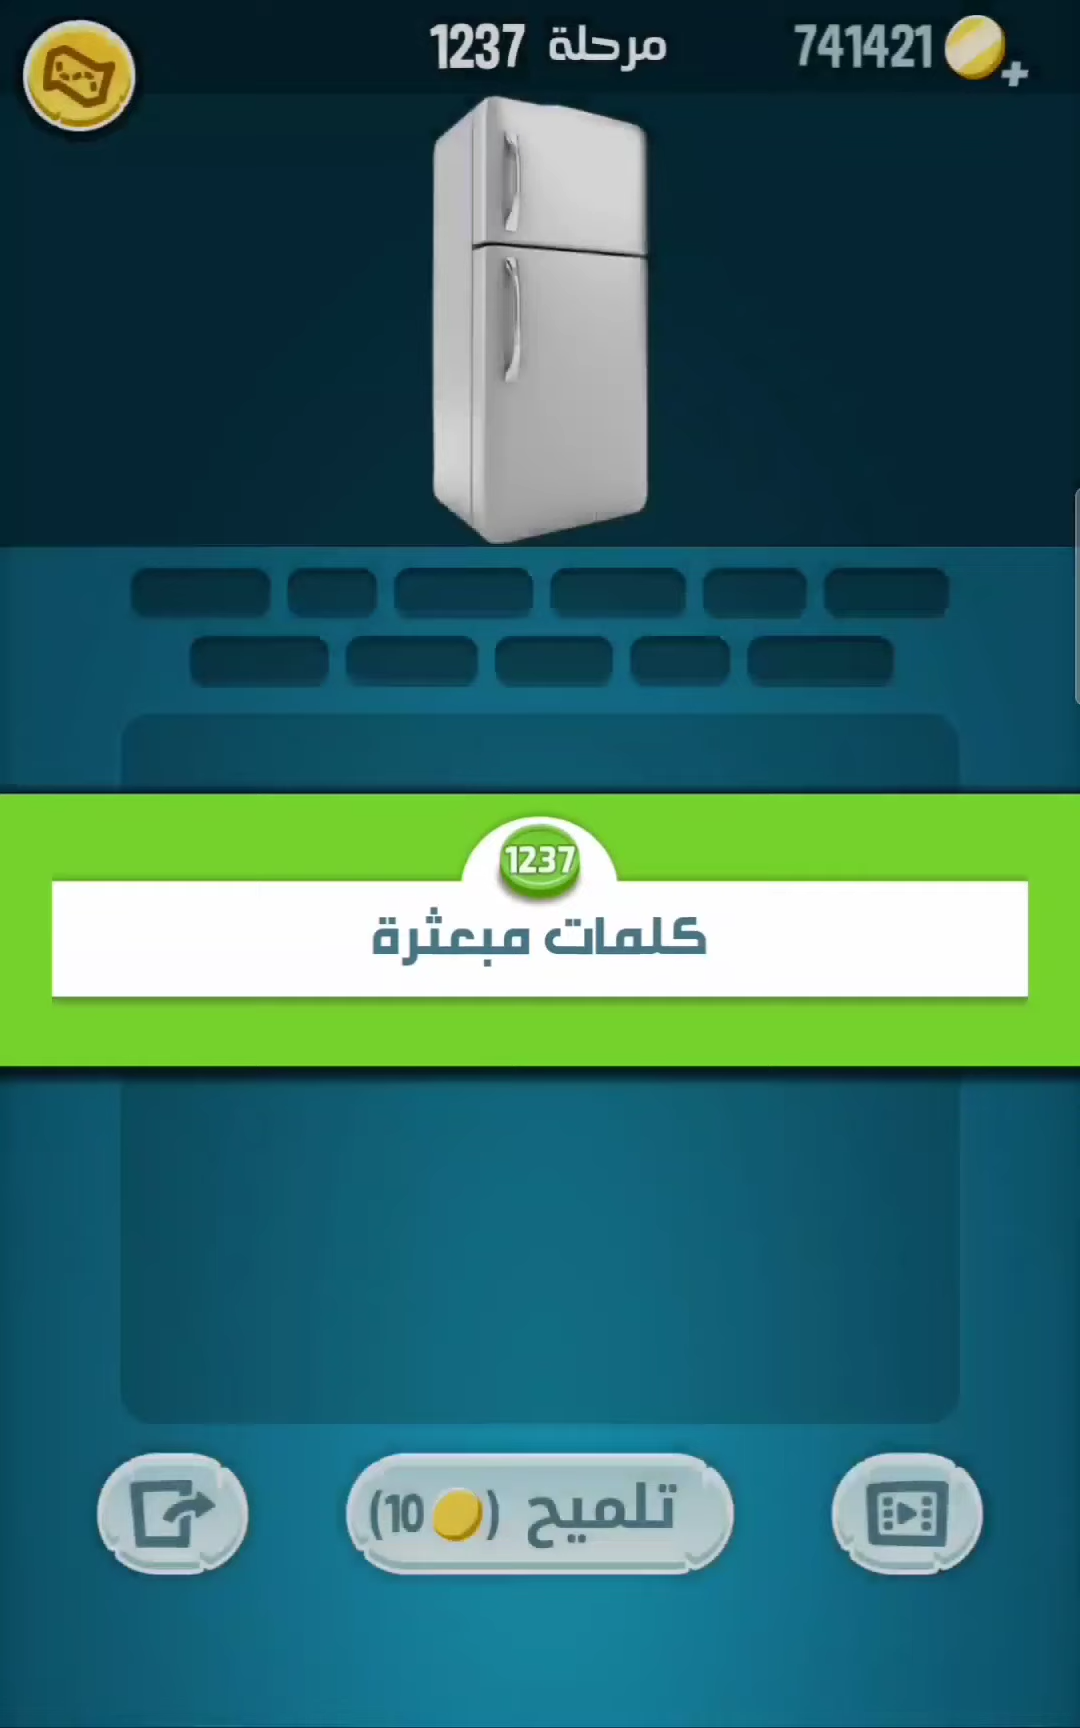 مرحلة 1237
741421
+
1237
كلمات مبعثرة
تلميح (10)